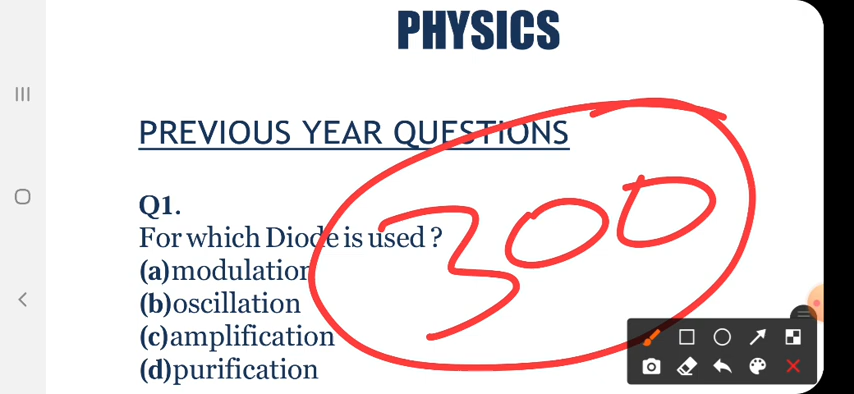 PHYSICS
PREVIOUS YEAR QUESTIONS
Q1.
For which Diode is used ?
(a)modulation
(b)oscillation
(c)amplification
(d)purification
300